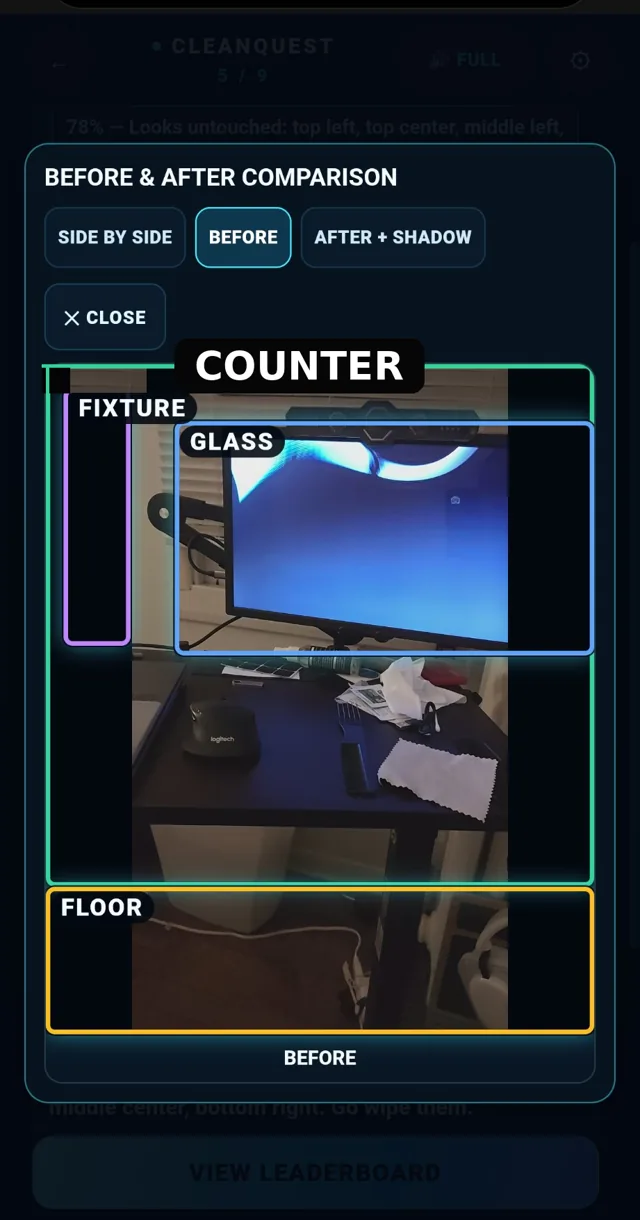 ←
• CLEANQUEST
5 / 9
FULL
78% — Looks untouched: top left, top center, middle left,
BEFORE & AFTER COMPARISON
SIDE BY SIDE
BEFORE
AFTER + SHADOW
× CLOSE
COUNTER
FIXTURE
GLASS
logitech
FLOOR
BEFORE
middle center, bottom right. Go wipe them.
VIEW LEADERBOARD